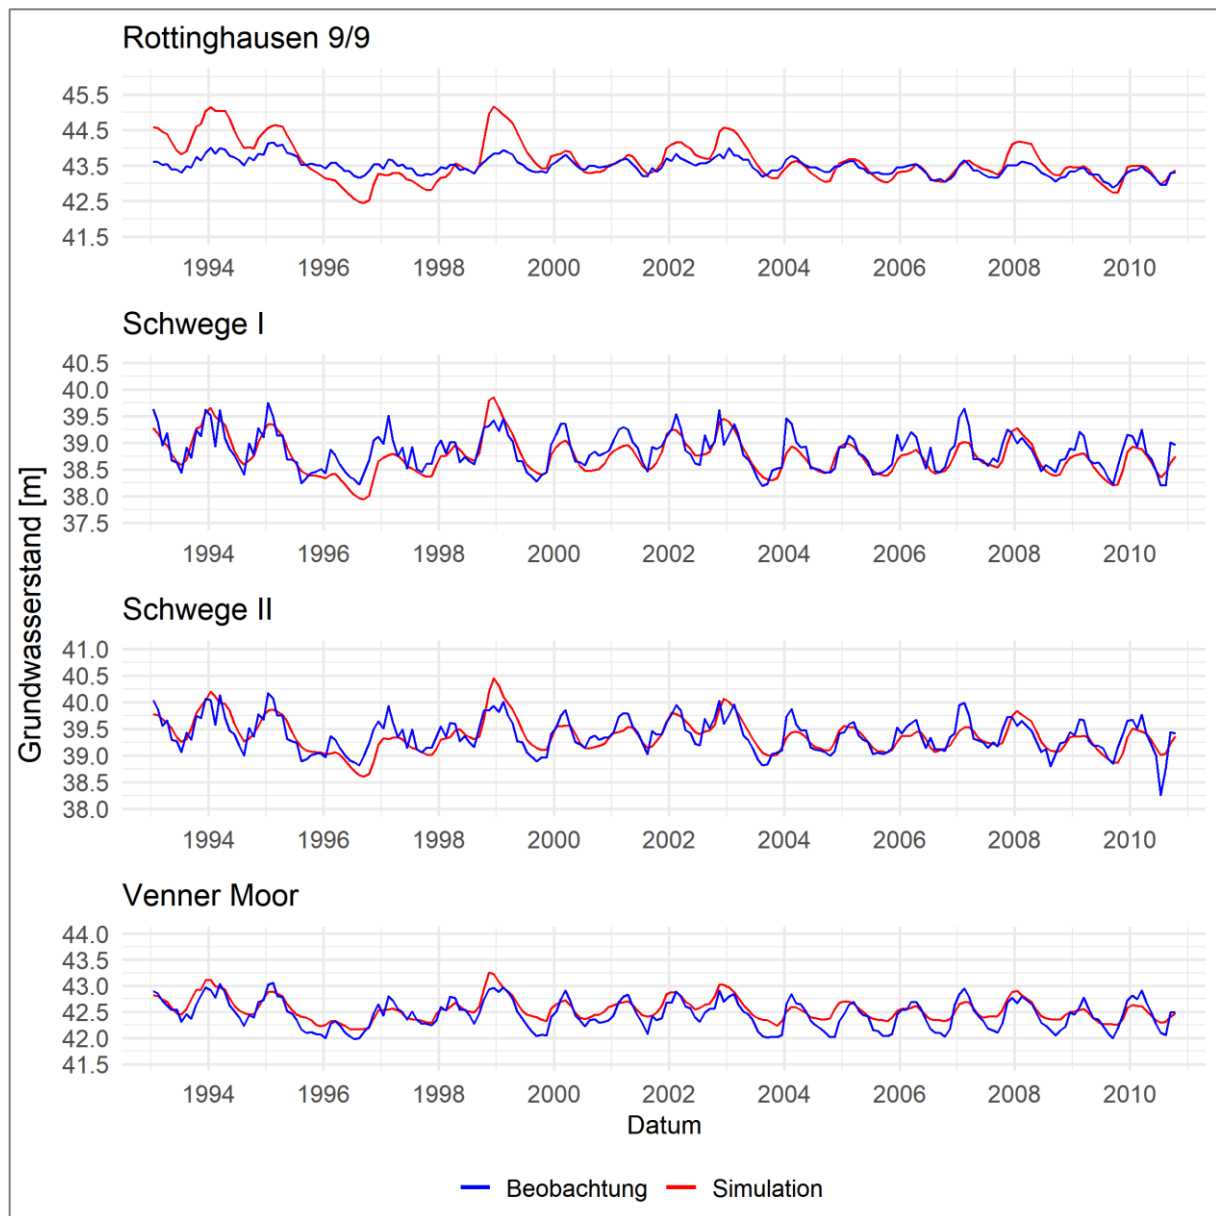 Rottinghausen 9/9
45.5
44.5
43.5
42.5
41.5
1994 1996 1998 2000 2002 2004 2006 2008 2010
Schwege I
40.5
40.0
39.5
39.0
38.5
38.0
37.5
1994 1996 1998 2000 2002 2004 2006 2008 2010
Schwege II
41.0
40.5
40.0
39.5
39.0
38.5
38.0
1994 1996 1998 2000 2002 2004 2006 2008 2010
Venner Moor
44.0
43.5
43.0
42.5
42.0
41.5
1994 1996 1998 2000 2002 2004 2006 2008 2010
Grundwasserstand [m]
Datum
Beobachtung Simulation